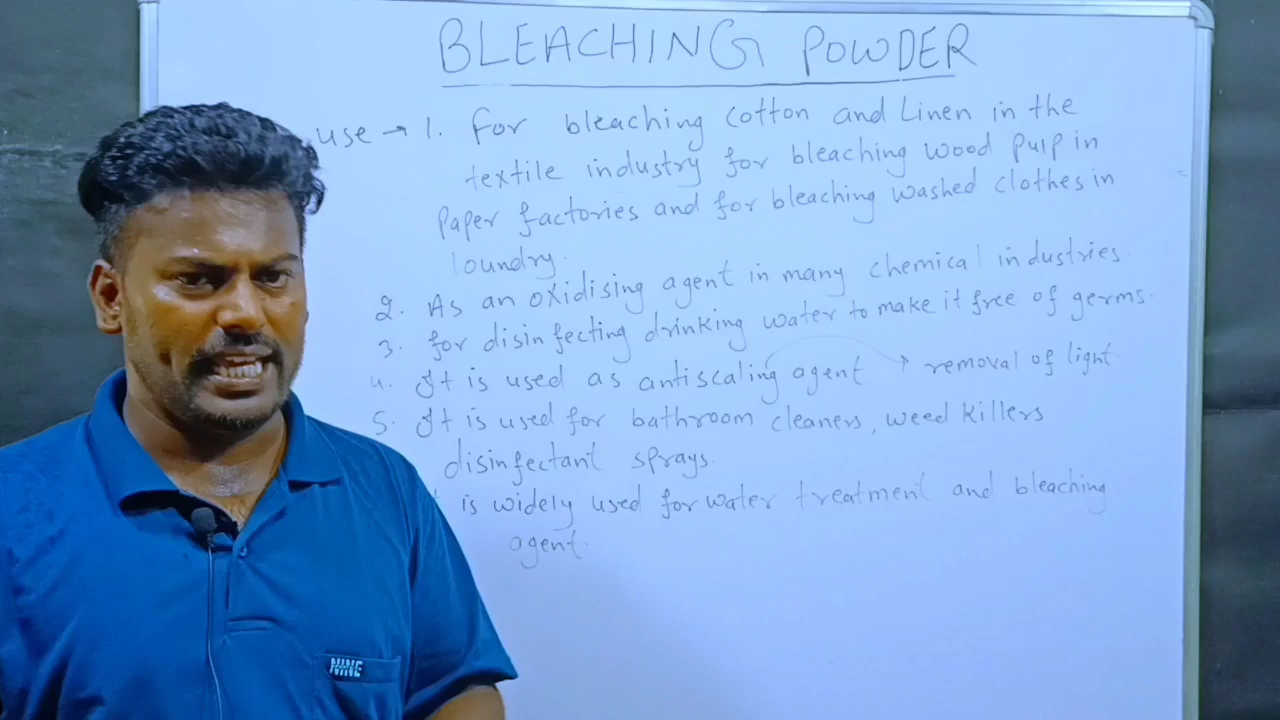 BLEACHING POWDER
use → 1. For bleaching cotton and Linen in the
textile industry for bleaching wood pulp in
Paper factories and for bleaching washed clothes in
loundry.
2. As an oxidising agent in many chemical industries.
3. for disinfecting drinking water to make it free of germs.
4. It is used as antiscaling agent → removal of light.
5. It is used for bathroom cleaners, weed killers
disinfectant sprays.
is widely used for water treatment and bleaching
agent.
NINE